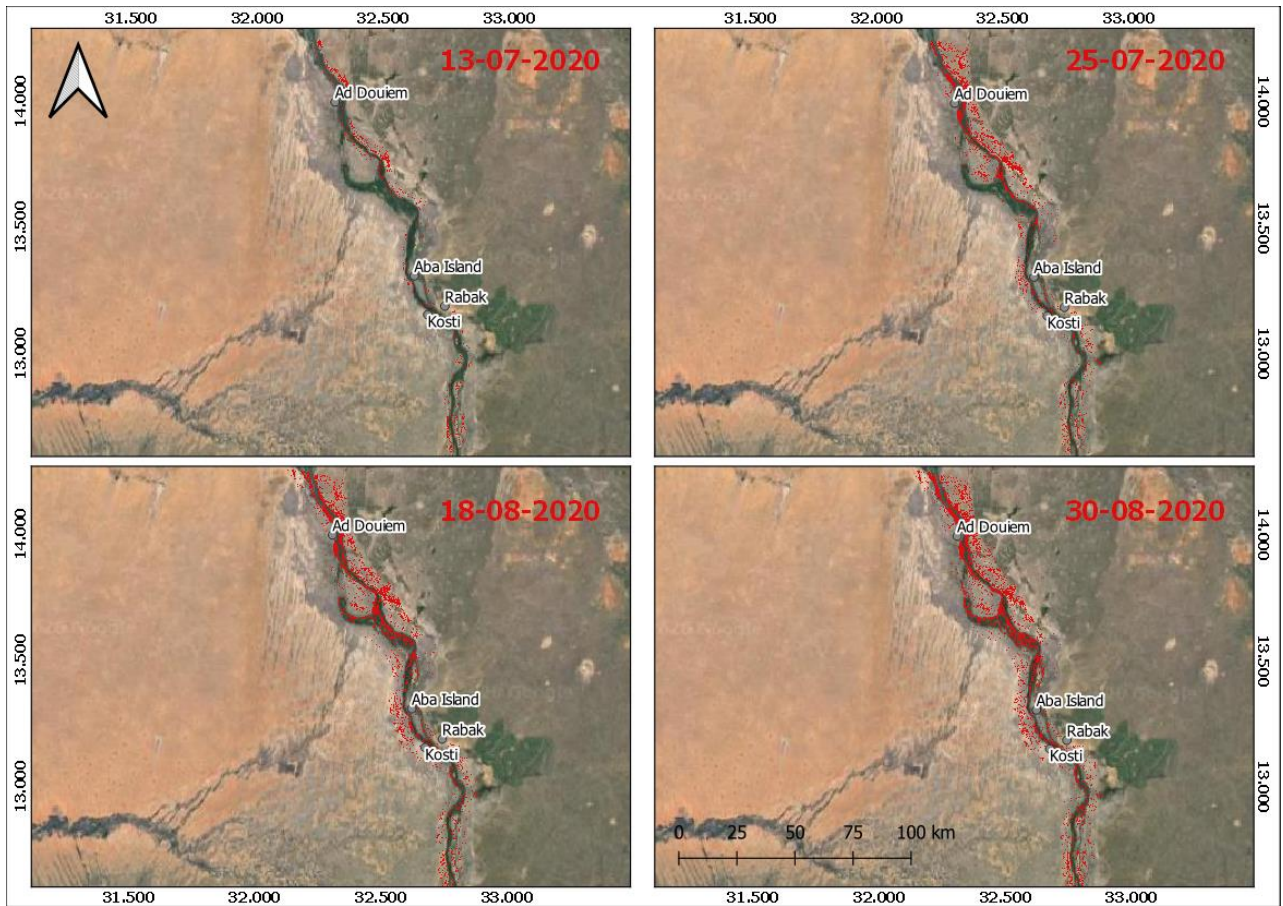 31.500 32.000 32.500 33.000 31.500 32.000 32.500 33.000
13-07-2020
25-07-2020
14.000
Ad Douiem
Ad Douiem
14.000
13.500
13.500
Aba Island
Aba Island
Rabak
Rabak
Kosti
Kosti
13.000
13.000
18-08-2020
30-08-2020
14.000
Ad Douiem
Ad Douiem
14.000
13.500
13.500
Aba Island
Aba Island
Rabak
Rabak
Kosti
Kosti
13.000
13.000
0 25 50 75 100 km
31.500 32.000 32.500 33.000 31.500 32.000 32.500 33.000